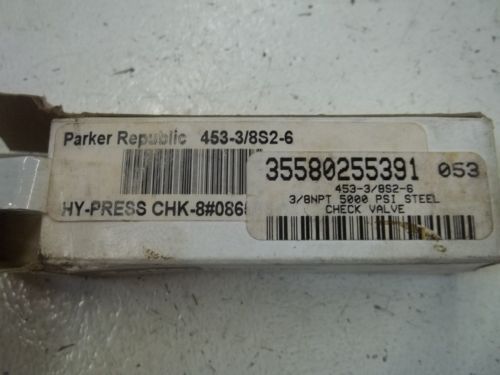 Parker Republic 453-3/8S2-6
HY-PRESS CHK-8#086
35580255391 053
453-3/8S2-6
3/8NPT 5000 PSI STEEL
CHECK VALVE